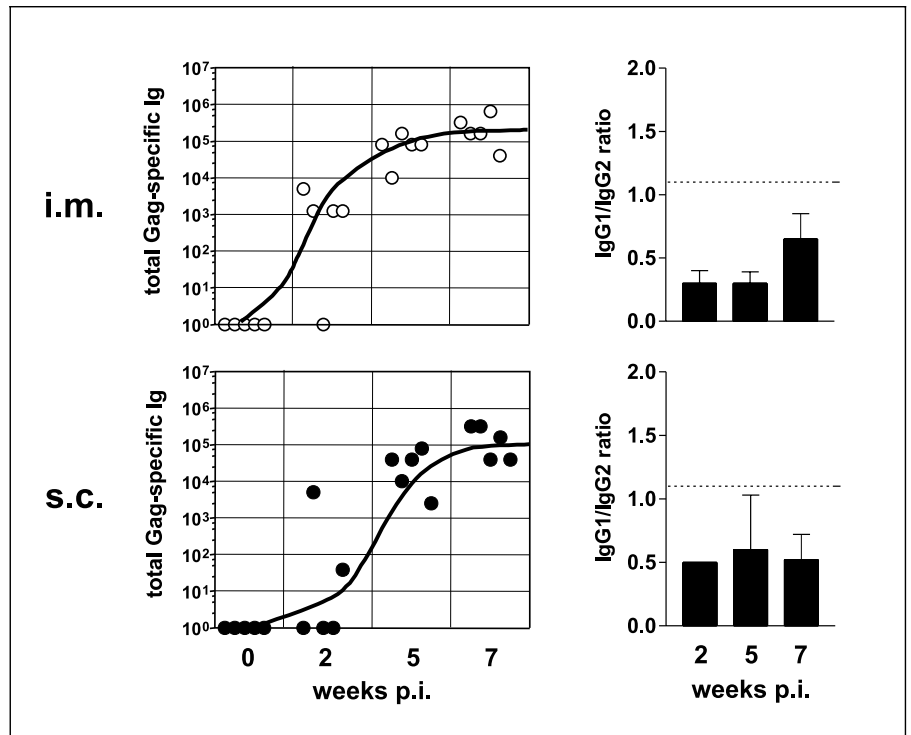 i.m.
total Gag-specific Ig
10⁷
10⁶
10⁵
10⁴
10³
10²
10¹
10⁰
IgG1/IgG2 ratio
2.0
1.5
1.0
0.5
0.0
s.c.
total Gag-specific Ig
10⁷
10⁶
10⁵
10⁴
10³
10²
10¹
10⁰
0 2 5 7
weeks p.i.
IgG1/IgG2 ratio
2.0
1.5
1.0
0.5
0.0
2 5 7
weeks p.i.